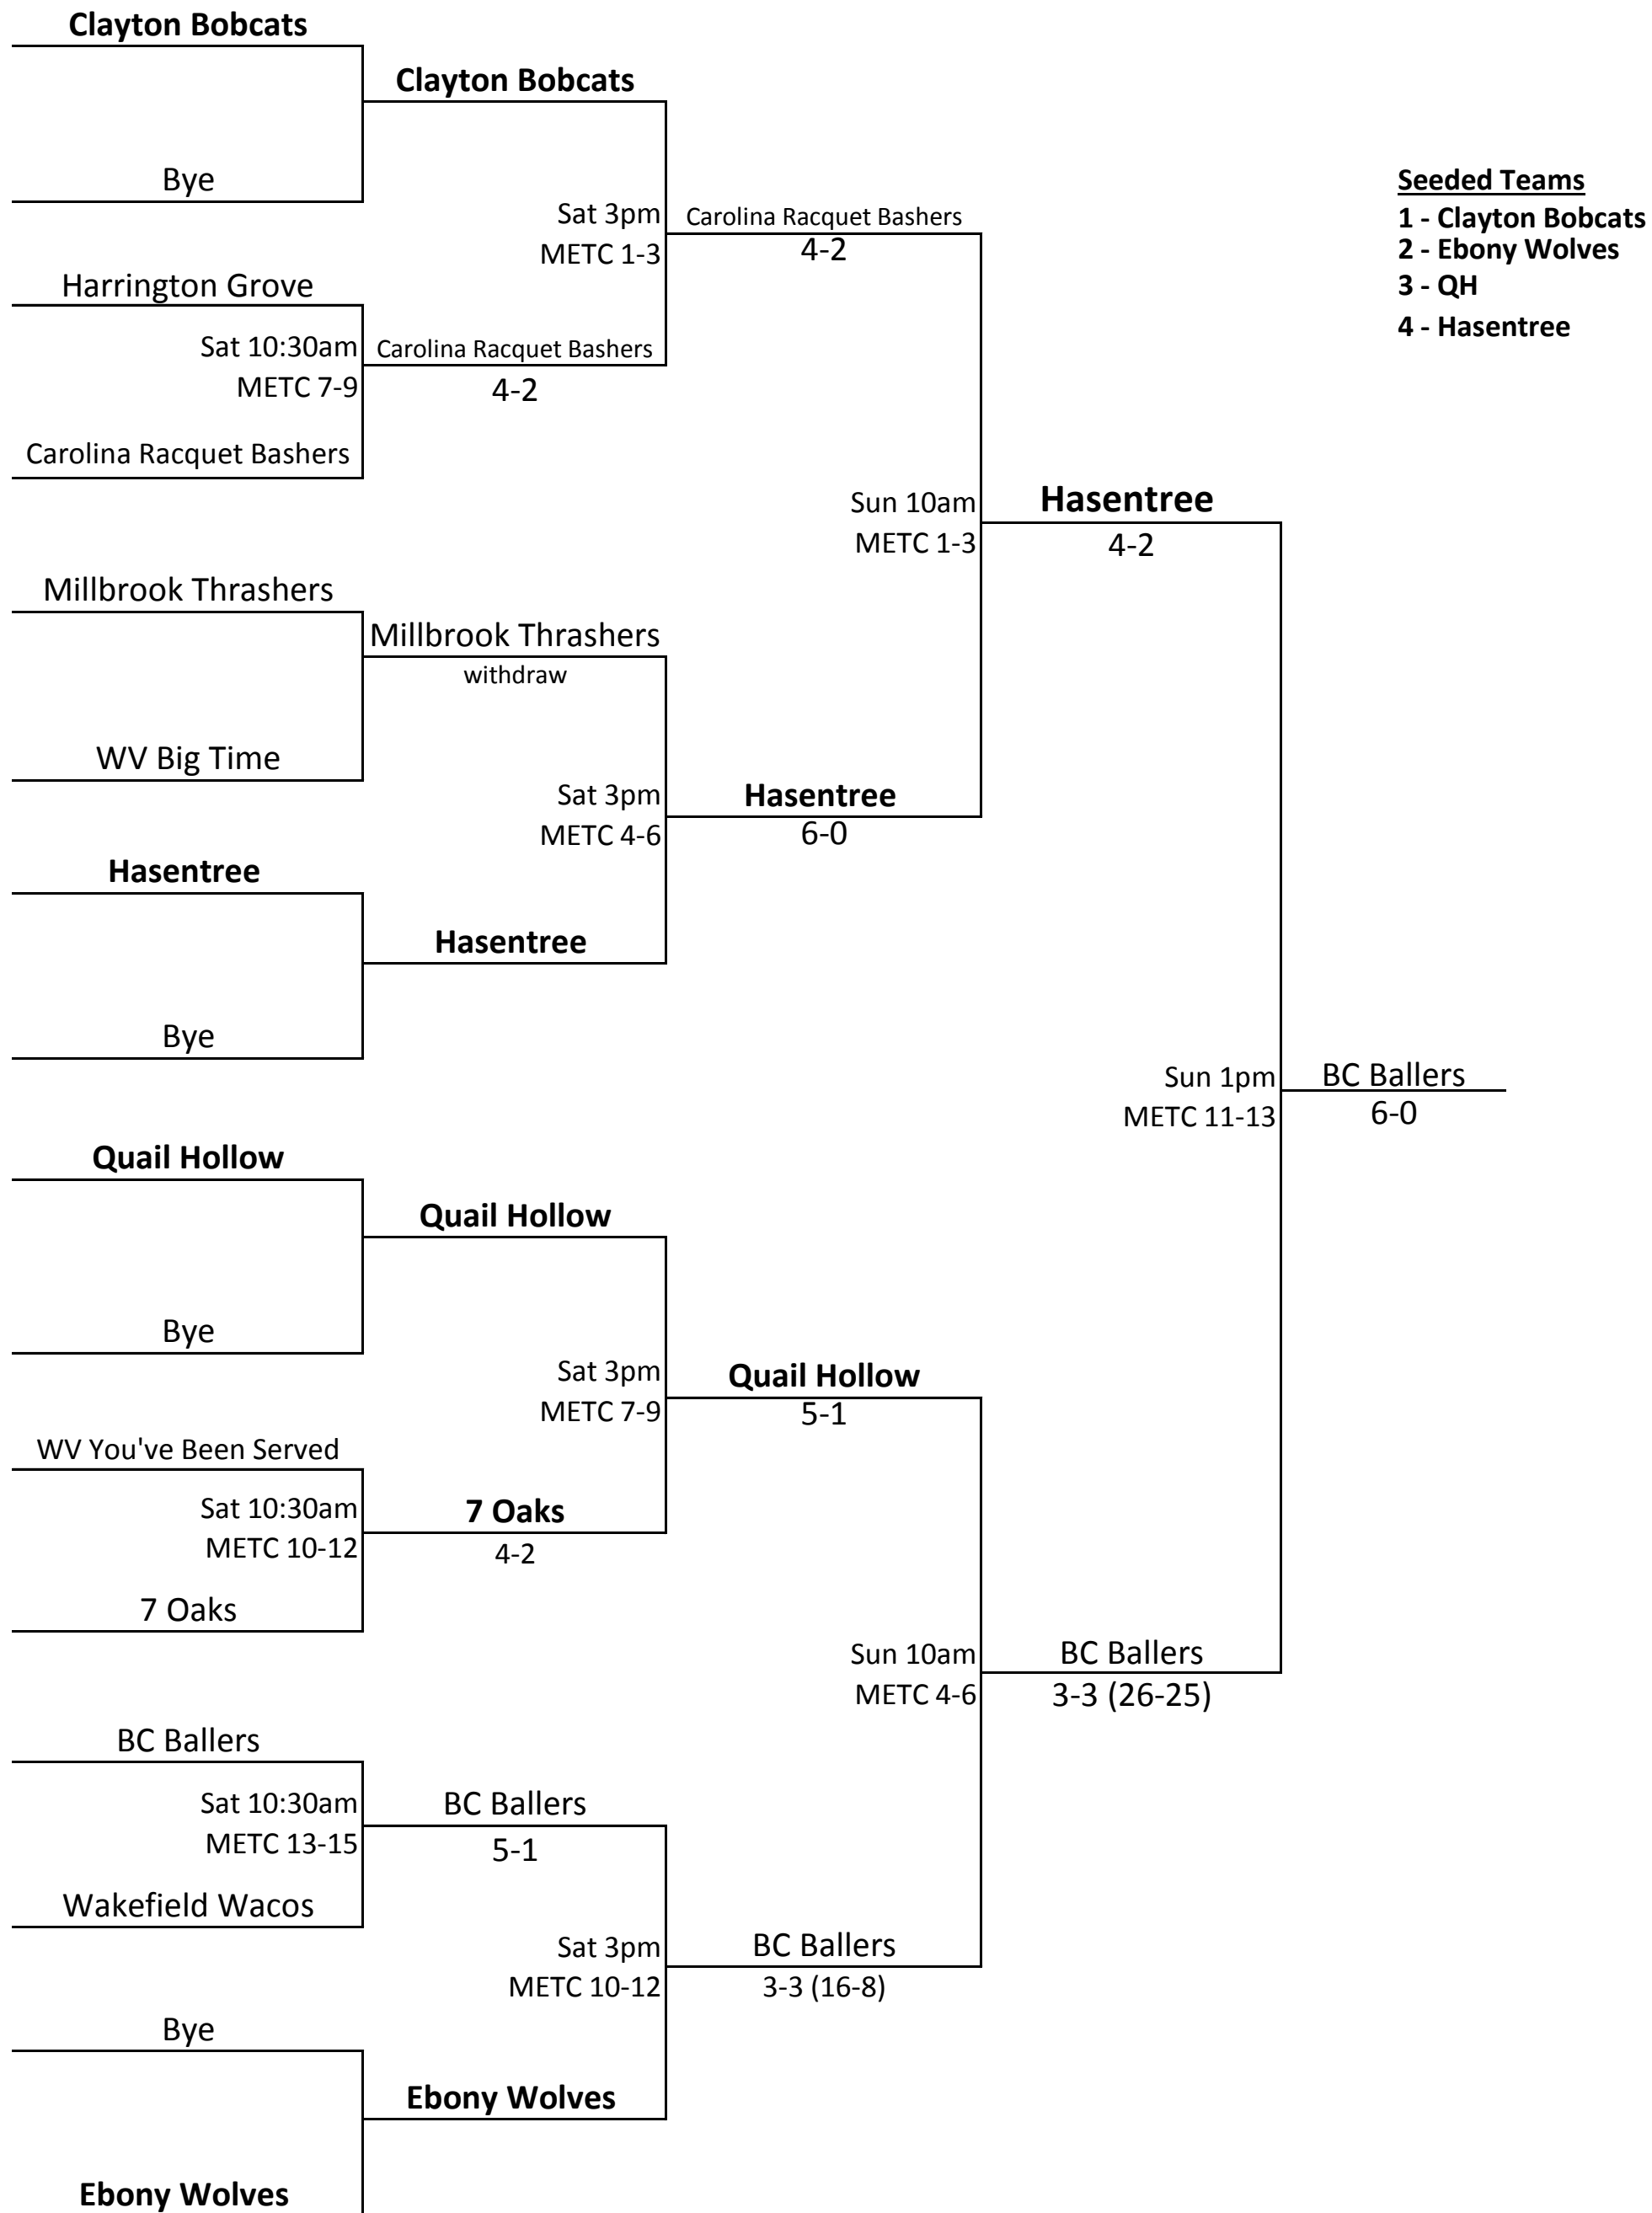 Clayton Bobcats
Clayton Bobcats
Bye
Seeded Teams
1 - Clayton Bobcats
2 - Ebony Wolves
3 - QH
4 - Hasentree
Sat 3pm
METC 1-3
Carolina Racquet Bashers
4-2
Harrington Grove
Sat 10:30am
METC 7-9
Carolina Racquet Bashers
4-2
Carolina Racquet Bashers
Sun 10am
METC 1-3
Hasentree
4-2
Millbrook Thrashers
Millbrook Thrashers
withdraw
WV Big Time
Sat 3pm
METC 4-6
Hasentree
6-0
Hasentree
Hasentree
Bye
Sun 1pm
METC 11-13
BC Ballers
6-0
Quail Hollow
Quail Hollow
Bye
Sat 3pm
METC 7-9
Quail Hollow
5-1
WV You've Been Served
Sat 10:30am
METC 10-12
7 Oaks
4-2
7 Oaks
Sun 10am
METC 4-6
BC Ballers
3-3 (26-25)
BC Ballers
Sat 10:30am
METC 13-15
BC Ballers
5-1
Wakefield Wacos
Sat 3pm
METC 10-12
BC Ballers
3-3 (16-8)
Bye
Ebony Wolves
Ebony Wolves